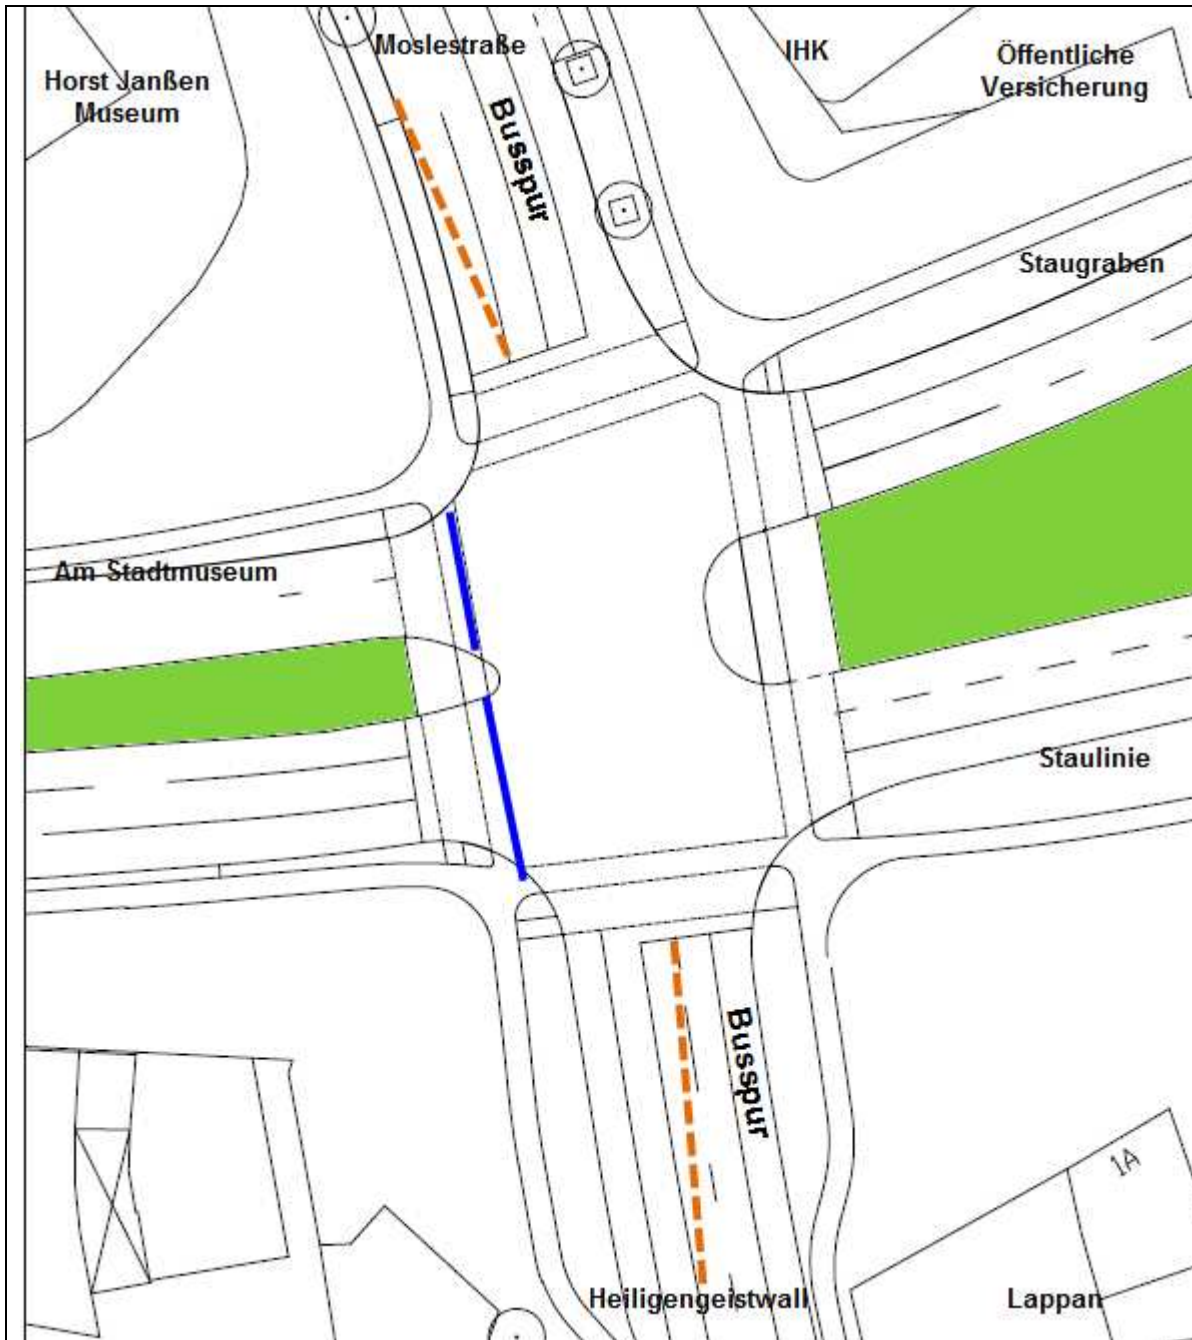 Moslestraße
IHK
Öffentliche
Versicherung
Horst Janßen
Museum
Busspur
Staugraben
Am Stadtmuseum
Staulinie
Busspur
1A
Heiligengeistwall
Lappan